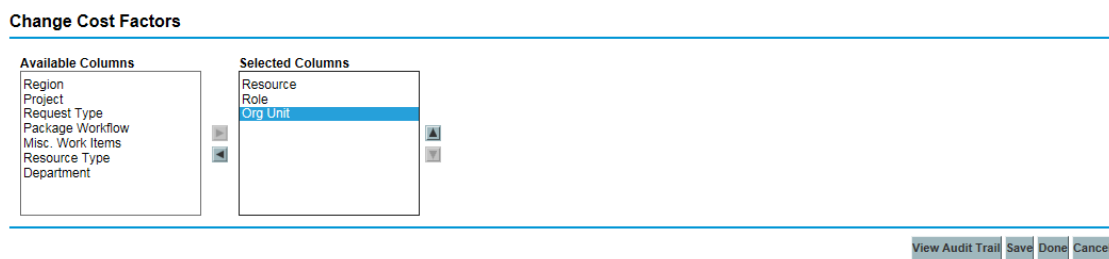 Change Cost Factors
Available Columns
Selected Columns
Region
Project
Request Type
Package Workflow
Misc. Work Items
Resource Type
Department
Resource
Role
Org Unit
View Audit Trail Save Done Cance